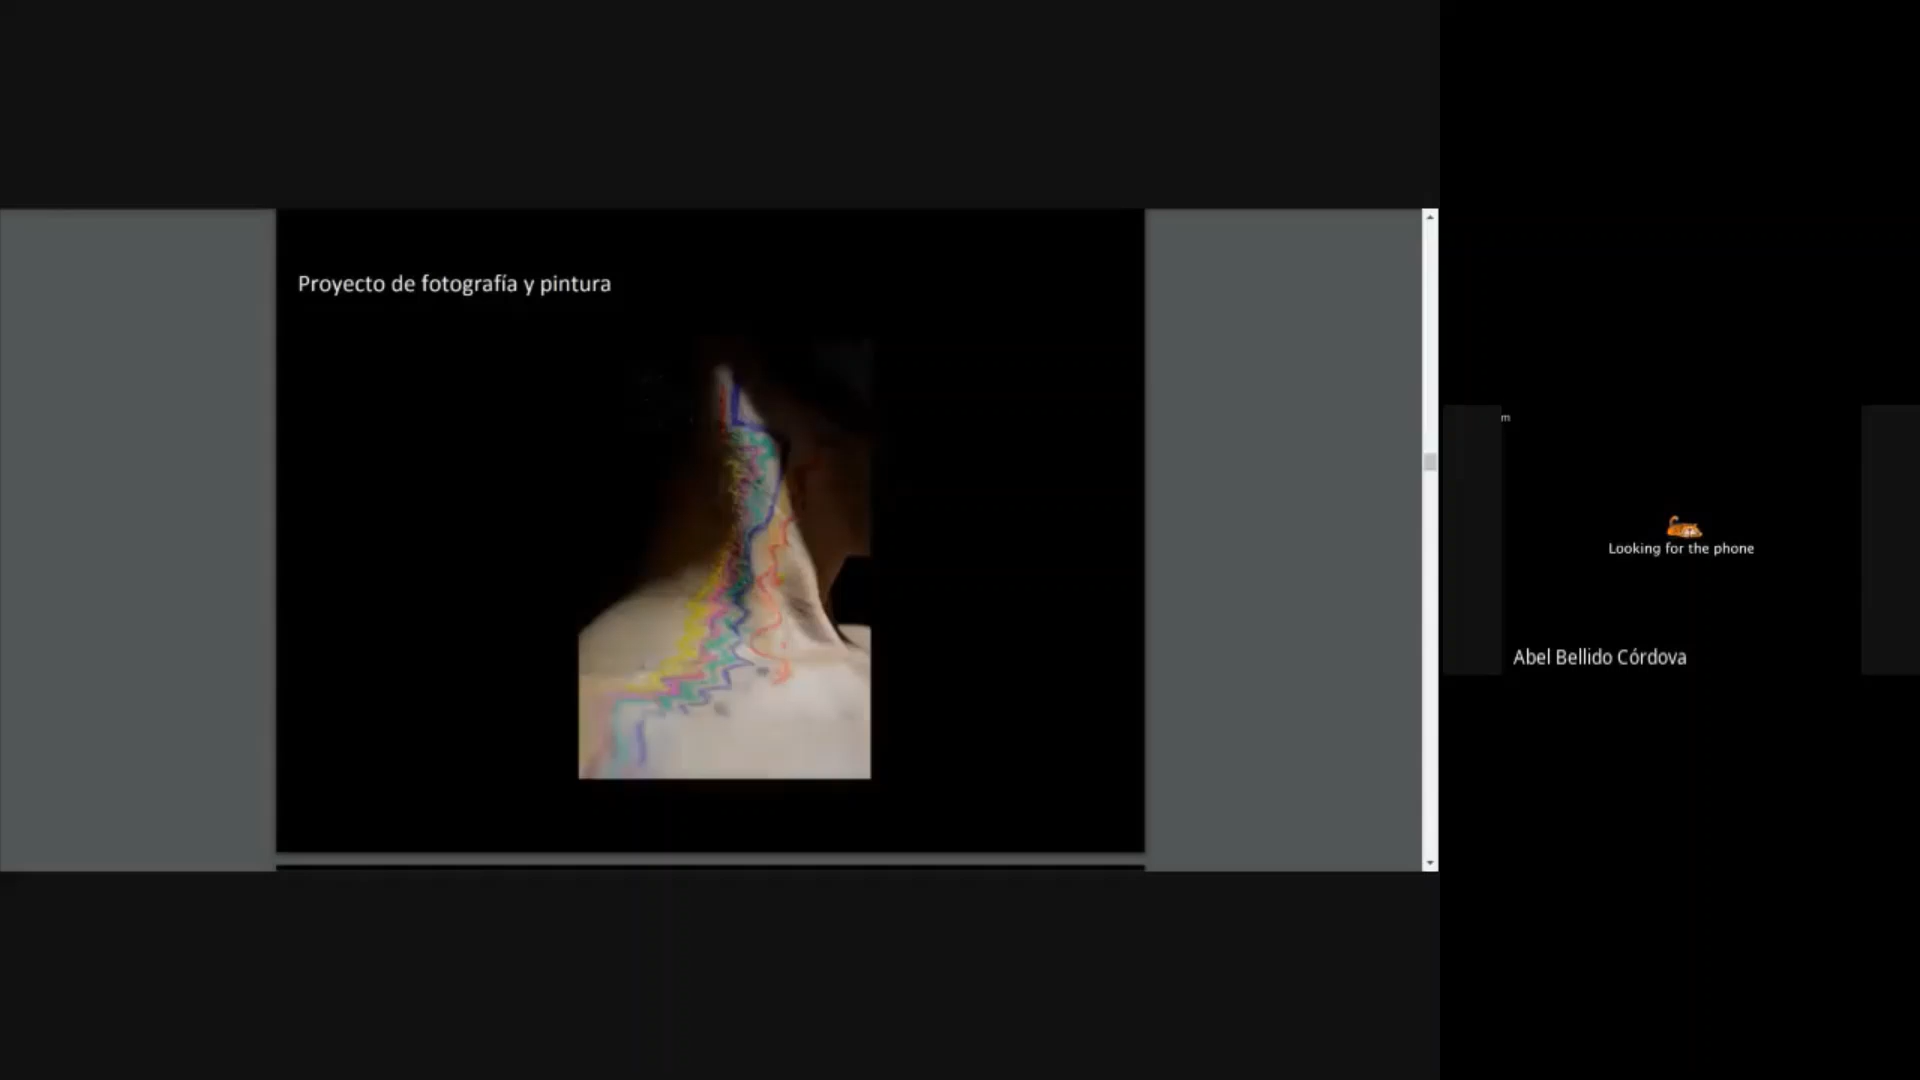 Proyecto de fotografía y pintura
m
Looking for the phone
Abel Bellido Córdova